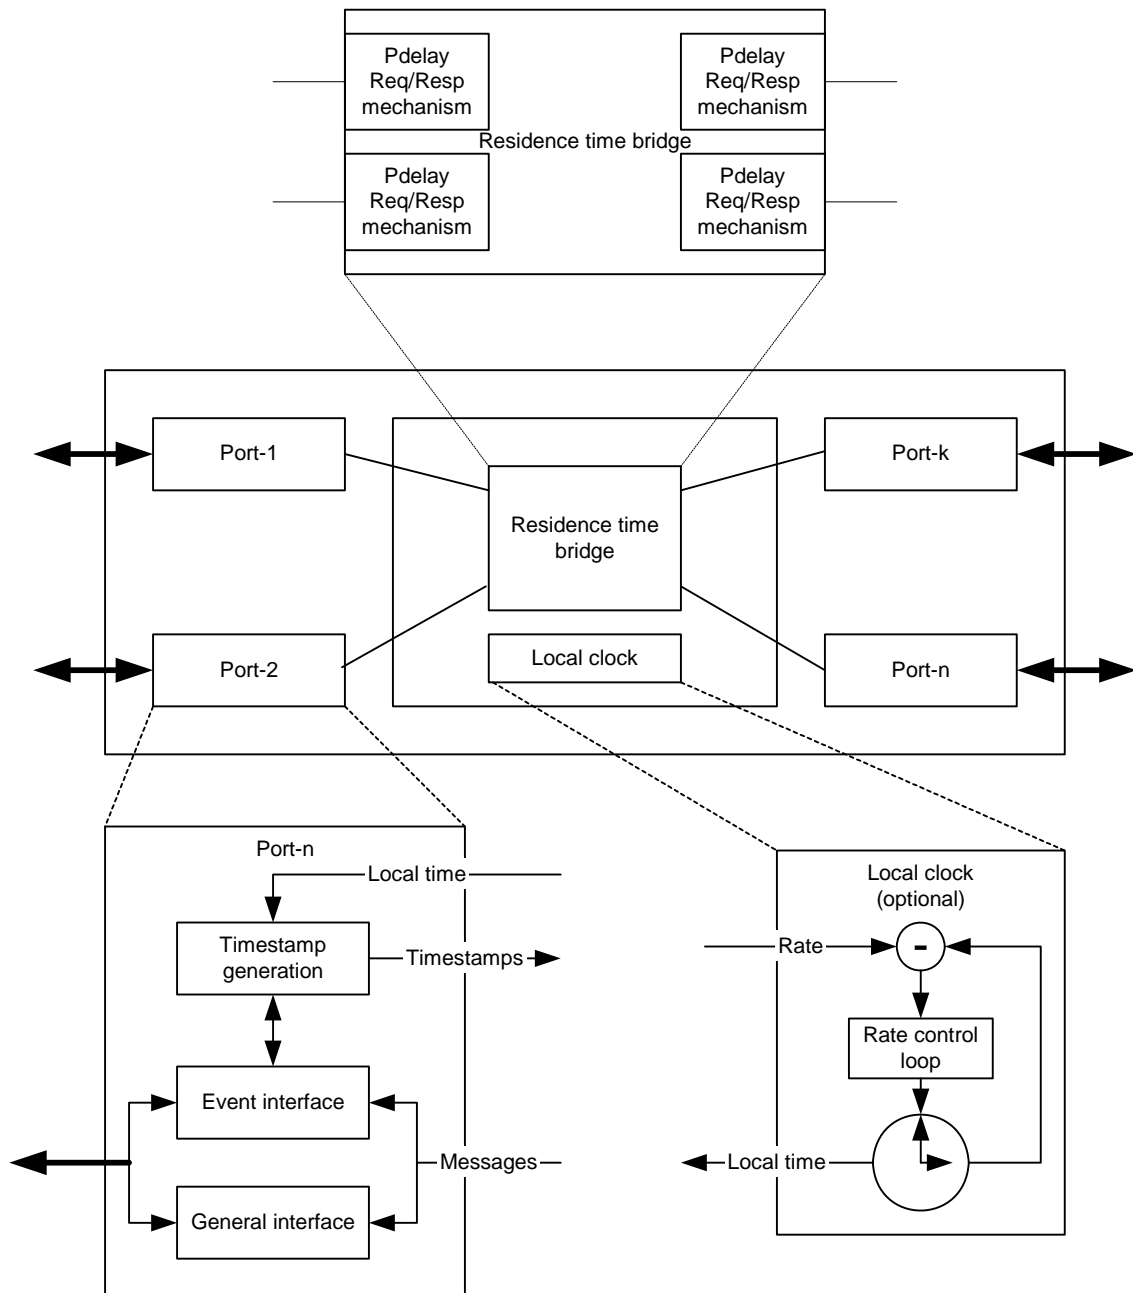 Pdelay
Req/Resp
mechanism
Pdelay
Req/Resp
mechanism
Residence time bridge
Pdelay
Req/Resp
mechanism
Pdelay
Req/Resp
mechanism
Port-1
Port-k
Residence time
bridge
Port-2
Local clock
Port-n
Port-n
Local time
Timestamp
generation
Timestamps
Event interface
Messages
General interface
Local clock
(optional)
Rate
-
Rate control
loop
Local time